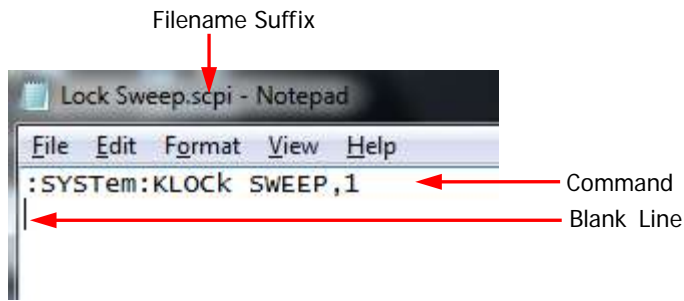 Filename Suffix
Lock Sweep.scpi - Notepad
File Edit Format View Help
:SYSTem:KLOCk SWEEP,1
Command
Blank Line